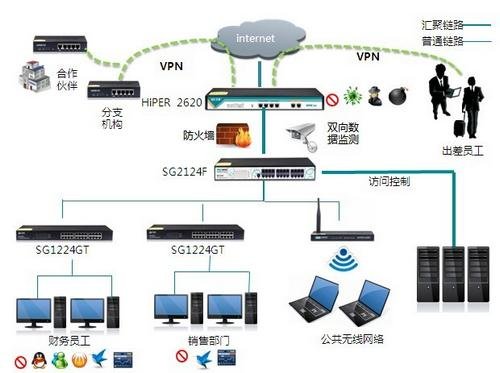 internet
汇聚链路
普通链路
VPN
VPN
合作
伙伴
分支
机构
HiPER 2620
防火墙
双向数
据监测
出差员工
SG2124F
访问控制
SG1224GT
SG1224GT
财务员工
销售部门
公共无线网络